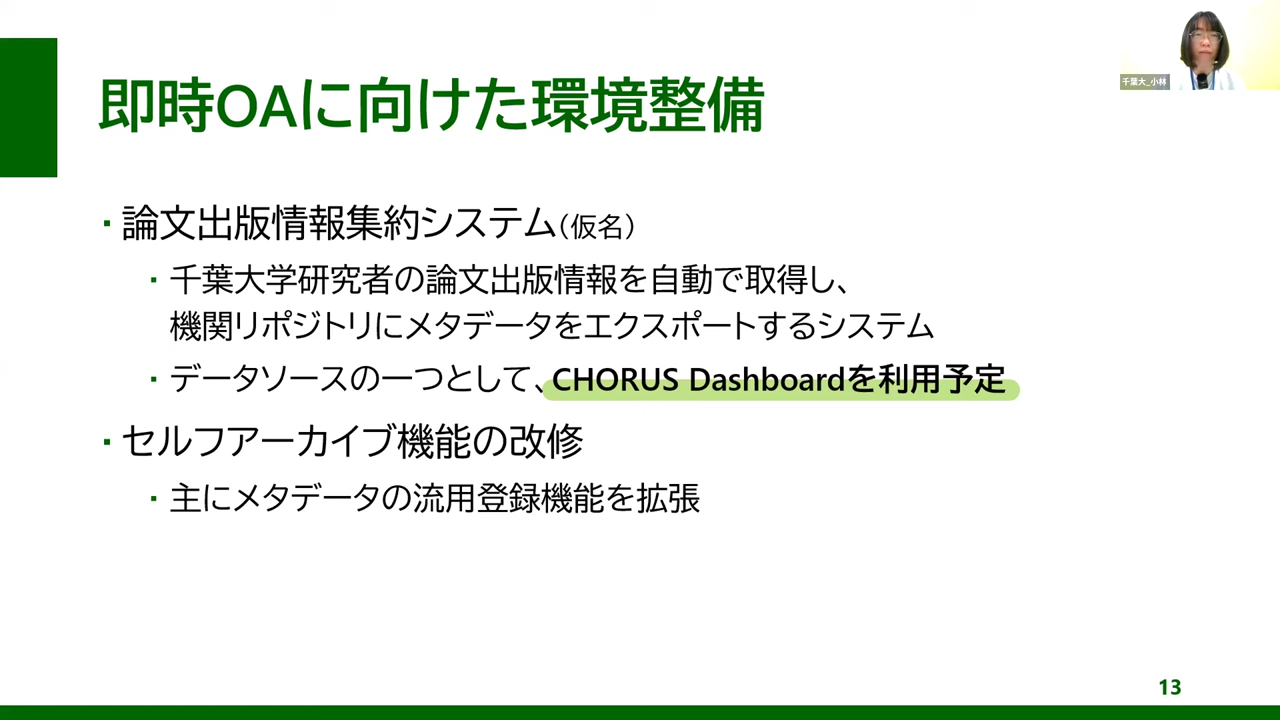 千葉大_小林
即時OAに向けた環境整備
論文出版情報集約システム(仮名)
千葉大学研究者の論文出版情報を自動で取得し、
機関リポジトリにメタデータをエクスポートするシステム
データソースの一つとして、CHORUS Dashboardを利用予定
セルフアーカイブ機能の改修
主にメタデータの流用登録機能を拡張
13